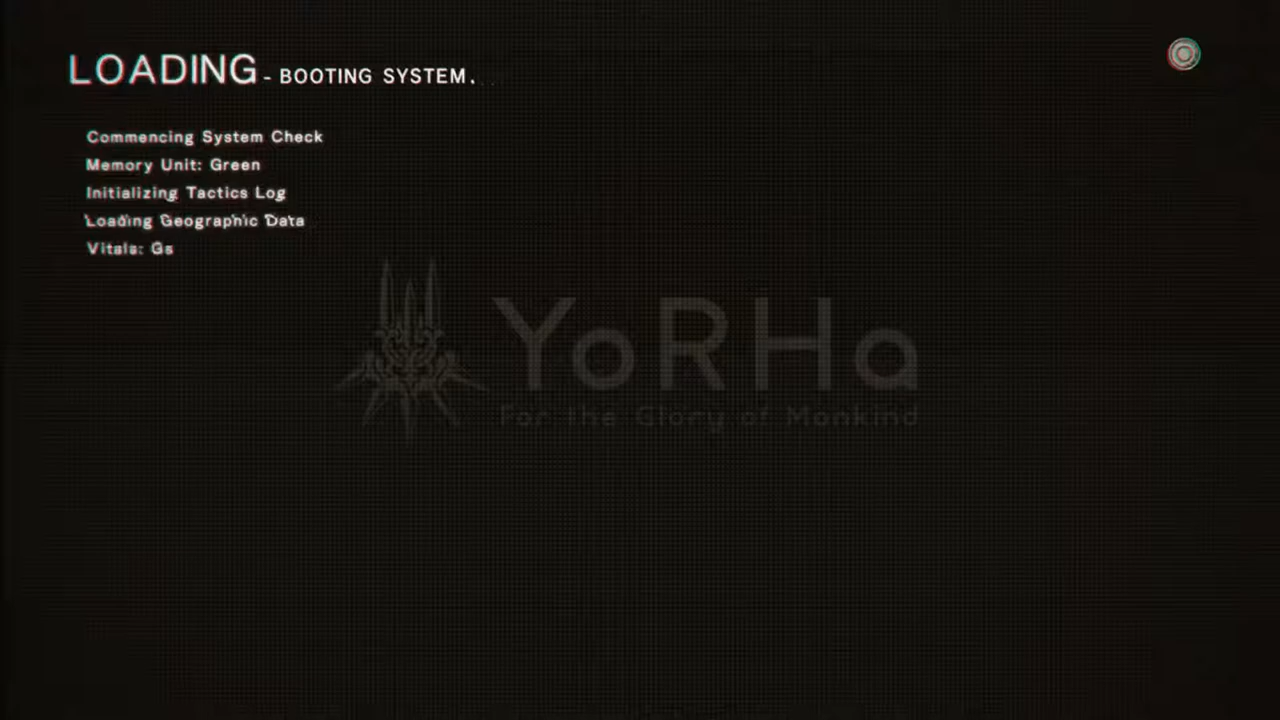 LOADING - BOOTING SYSTEM...
Commencing System Check
Memory Unit: Green
Initializing Tactics Log
Loading Geographic Data
Vitals: Gs
YoRHa
For the Glory of Mankind